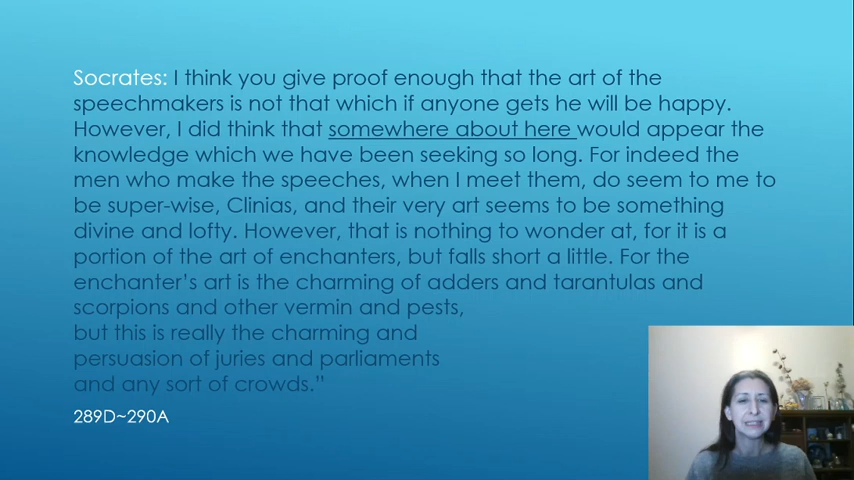 Socrates: I think you give proof enough that the art of the
speechmakers is not that which if anyone gets he will be happy.
However, I did think that somewhere about here would appear the
knowledge which we have been seeking so long. For indeed the
men who make the speeches, when I meet them, do seem to me to
be super-wise, Clinias, and their very art seems to be something
divine and lofty. However, that is nothing to wonder at, for it is a
portion of the art of enchanters, but falls short a little. For the
enchanter’s art is the charming of adders and tarantulas and
scorpions and other vermin and pests,
but this is really the charming and
persuasion of juries and parliaments
and any sort of crowds.”
289D~290A